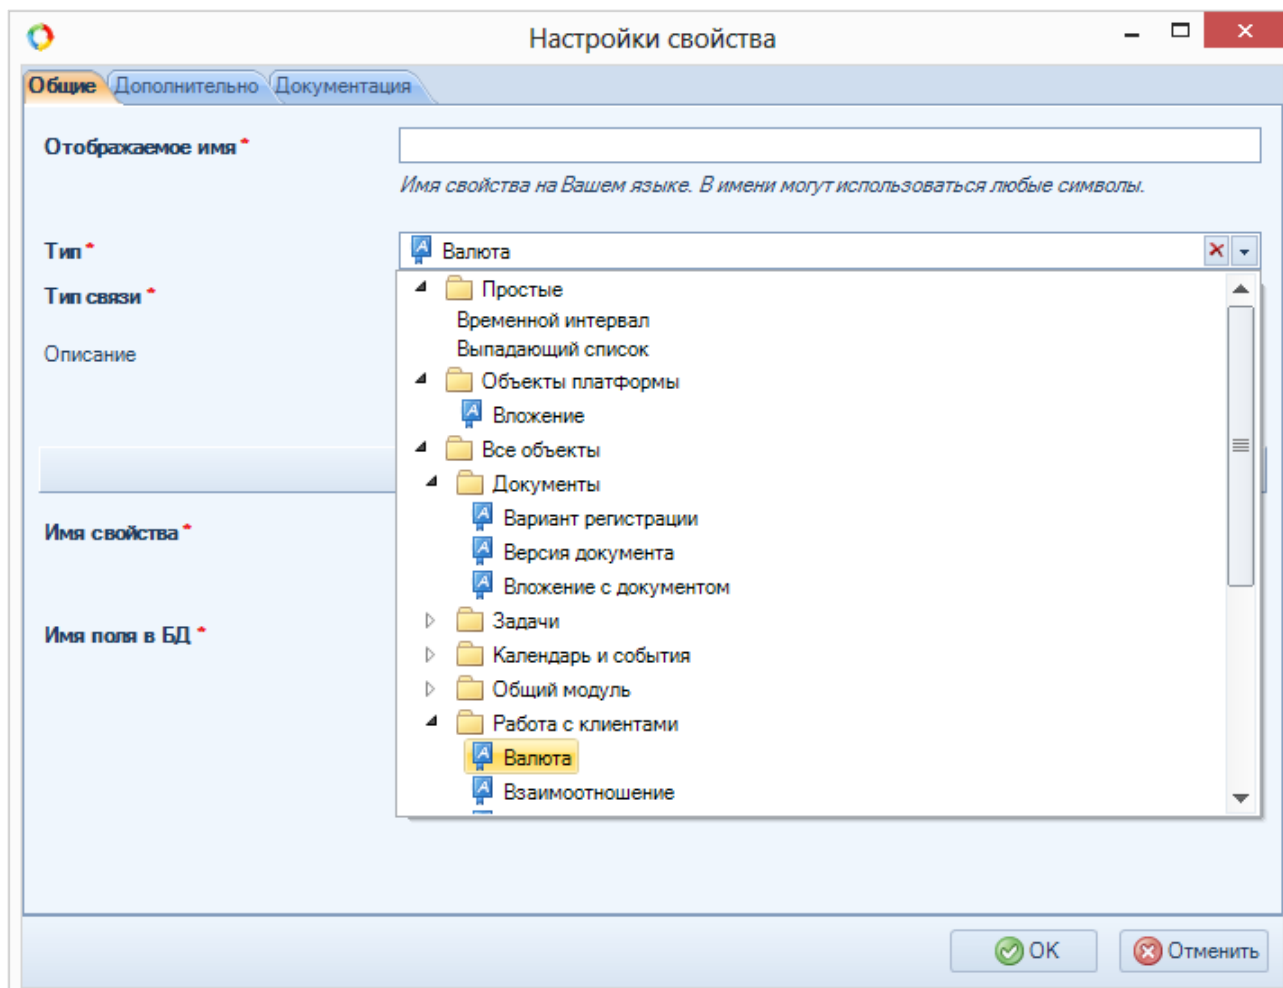 Настройки свойства
Общие Дополнительно Документация
Отображаемое имя *
Имя свойства на Вашем языке. В имени могут использоваться любые символы.
Тип * Валюта
Простые
Тип связи *
Временной интервал
Выпадающий список
Описание
Объекты платформы
Вложение
Все объекты
Документы
Вариант регистрации
Имя свойства *
Версия документа
Вложение с документом
Задачи
Имя поля в БД *
Календарь и события
Общий модуль
Работа с клиентами
Валюта
Взаимоотношение
OK Отменить